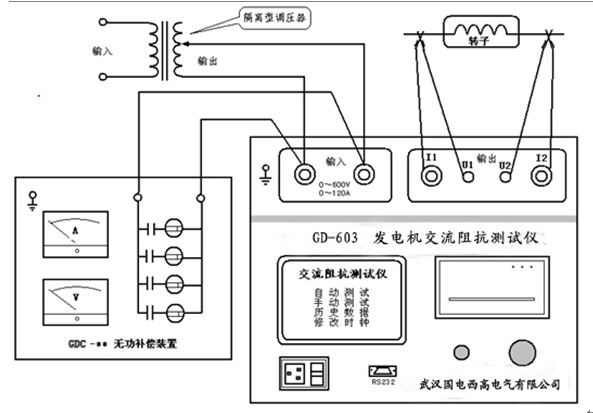 隔离型调压器
输入
输出
转子
输入
0～600V
0～120A
I1
U1
输出
U2
I2
A
V
GDC-** 无功补偿装置
GD-603 发电机交流阻抗测试仪
交流阻抗测试仪
自动测试
手动测试
历史数据
修改时钟
RS232
武汉国电西高电气有限公司